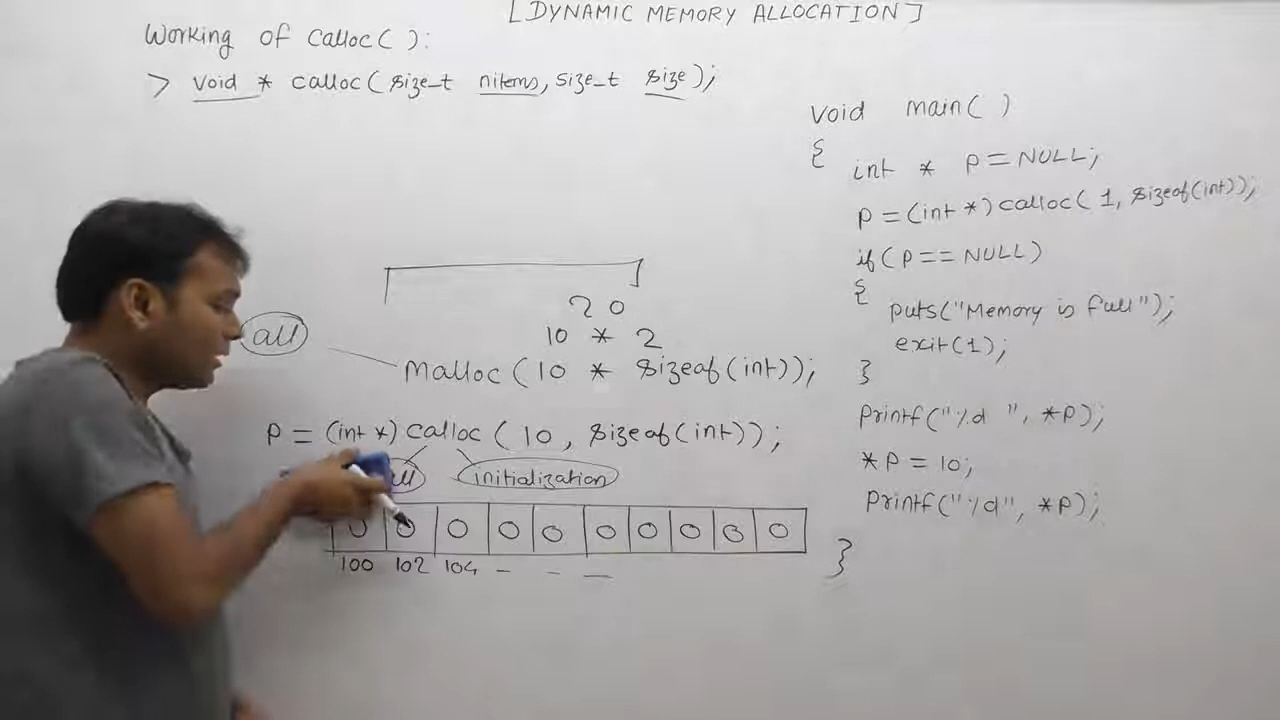 [DYNAMIC MEMORY ALLOCATION]
Working of calloc( ):
> void * calloc(size_t nitems, size_t size);
20
10 * 2
all
malloc(10 * sizeof(int));
P = (int *) calloc (10, sizeof(int));
initialization
0 0 0 0 0 0 0 0 0 0
100 102 104 - - -
void main( )
{
int * P = NULL;
P = (int *) calloc( 1, sizeof(int));
if( P == NULL)
{
puts("Memory is full");
exit(1);
}
printf("%d ", *P);
*P = 10;
printf("%d", *P);
}